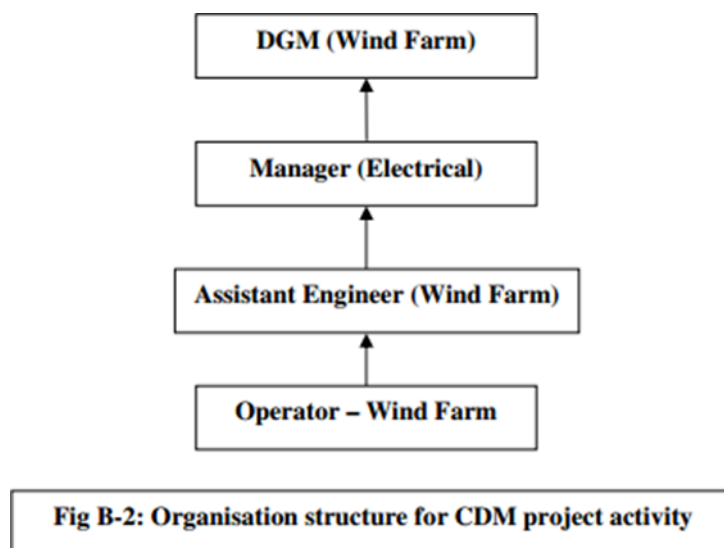 DGM (Wind Farm)
Manager (Electrical)
Assistant Engineer (Wind Farm)
Operator – Wind Farm
Fig B-2: Organisation structure for CDM project activity